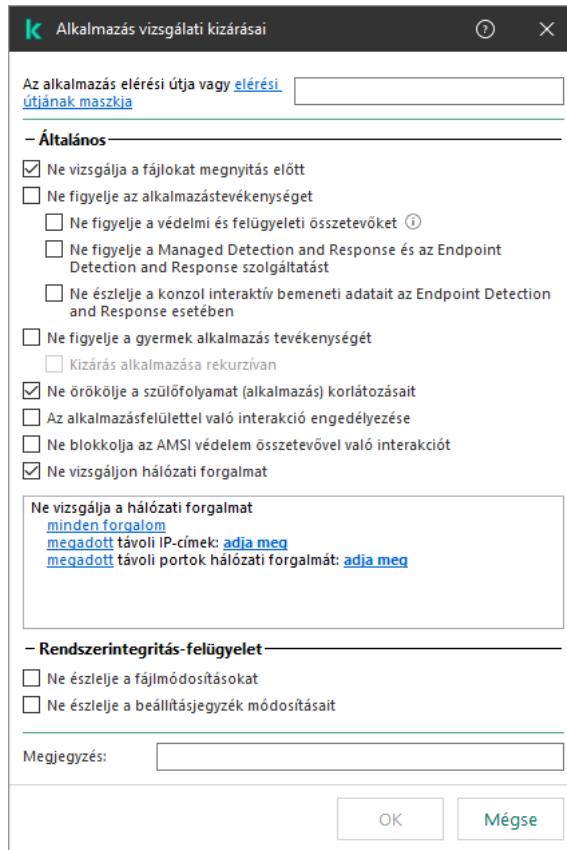 Alkalmazás vizsgálati kizárásai
Az alkalmazás elérési útja vagy elérési
útjának maszkja
Általános
Ne vizsgálja a fájlokat megnyitás előtt
Ne figyelje az alkalmazástevékenységet
Ne figyelje a védelmi és felügyeleti összetevőket
Ne figyelje a Managed Detection and Response és az Endpoint
Detection and Response szolgáltatást
Ne észlelje a konzol interaktív bemeneti adatait az Endpoint Detection
and Response esetében
Ne figyelje a gyermek alkalmazás tevékenységét
Kizárás alkalmazása rekurzívan
Ne örökölje a szülőfolyamat (alkalmazás) korlátozásait
Az alkalmazásfelülettel való interakció engedélyezése
Ne blokkolja az AMSI védelem összetevővel való interakciót
Ne vizsgáljon hálózati forgalmat
Ne vizsgálja a hálózati forgalmat
minden forgalom
megadott távoli IP-címek: adja meg
megadott távoli portok hálózati forgalmát: adja meg
Rendszerintegritás-felügyelet
Ne észlelje a fájlmódosításokat
Ne észlelje a beállításjegyzék módosításait
Megjegyzés:
OK
Mégse